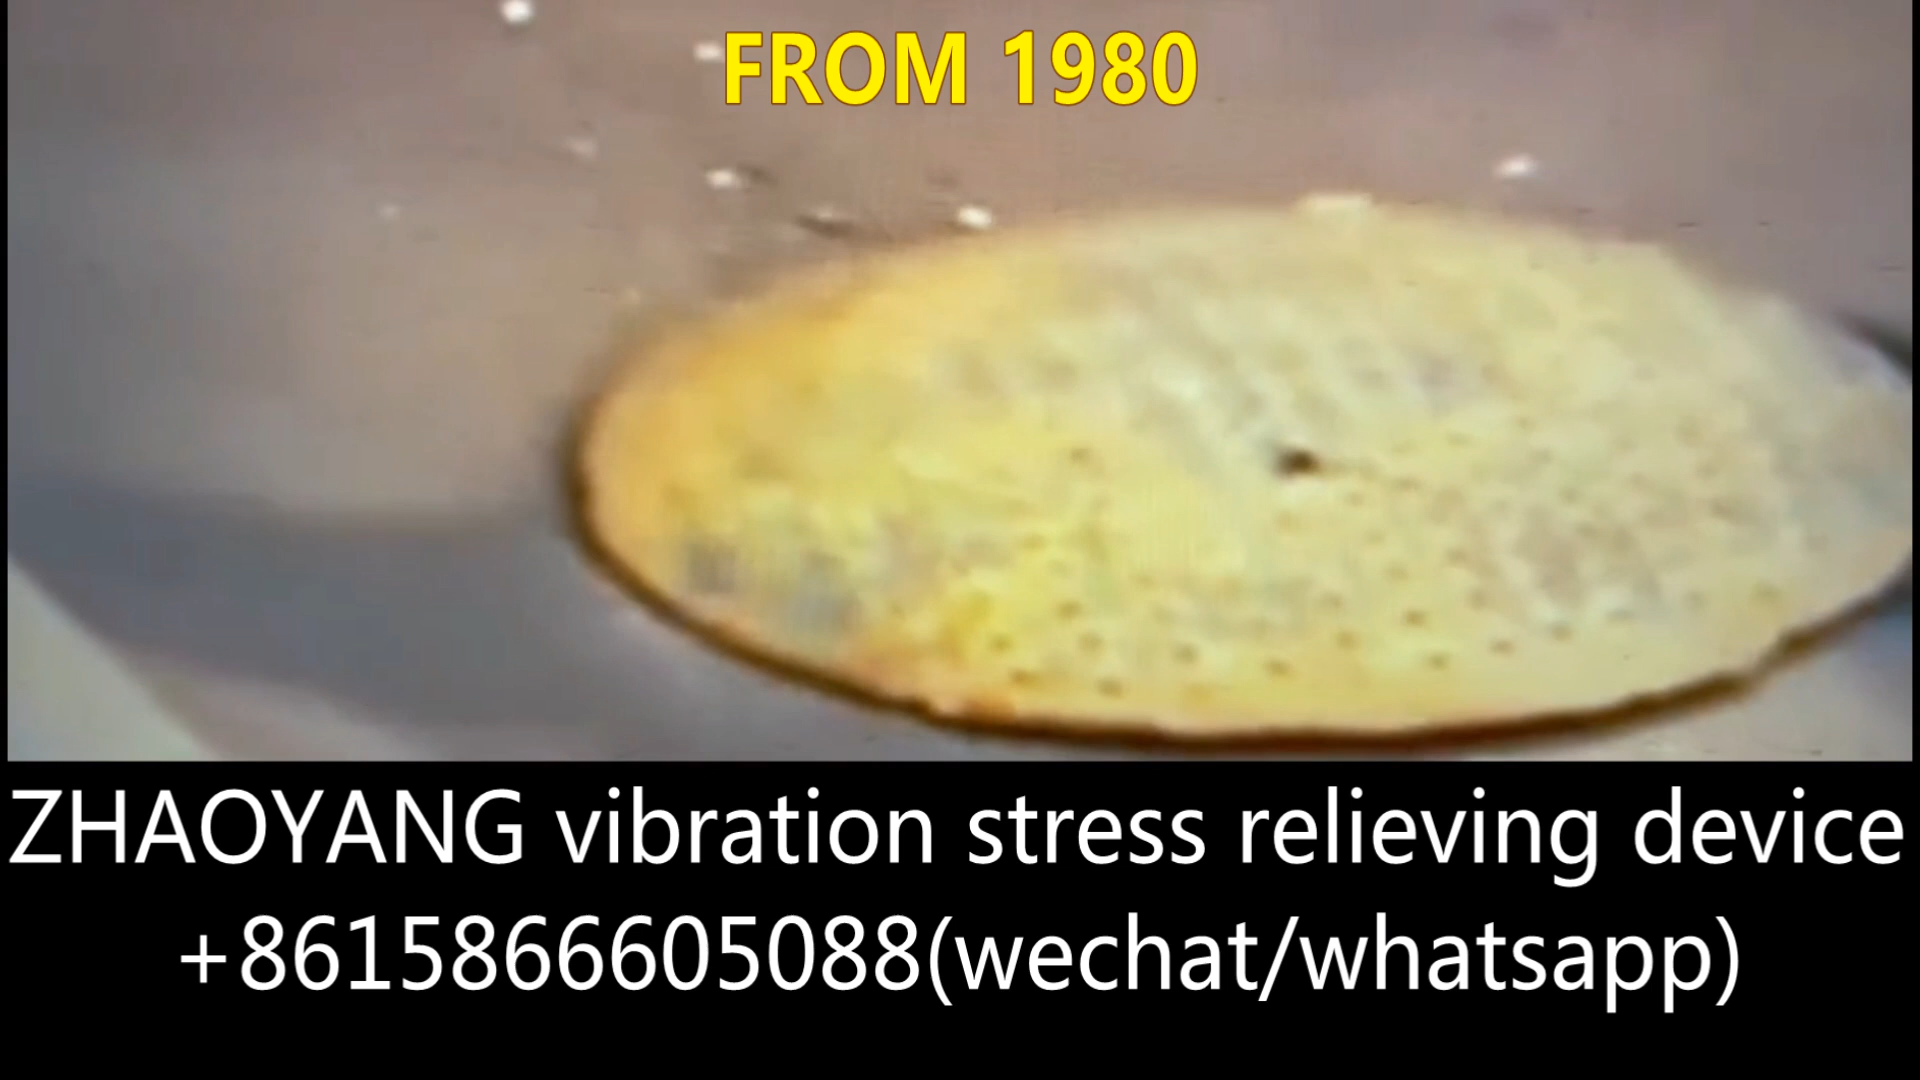 FROM 1980
ZHAOYANG vibration stress relieving device
+8615866605088(wechat/whatsapp)